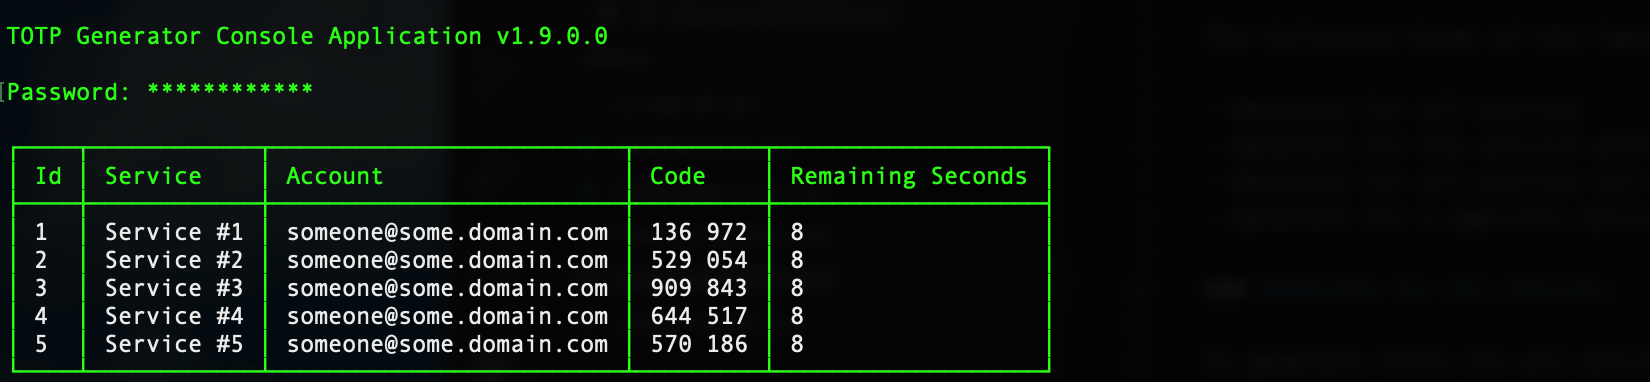 TOTP Generator Console Application v1.9.0.0
Password: ************
Id Service Account Code Remaining Seconds
1 Service #1 someone@some.domain.com 136 972 8
2 Service #2 someone@some.domain.com 529 054 8
3 Service #3 someone@some.domain.com 909 843 8
4 Service #4 someone@some.domain.com 644 517 8
5 Service #5 someone@some.domain.com 570 186 8